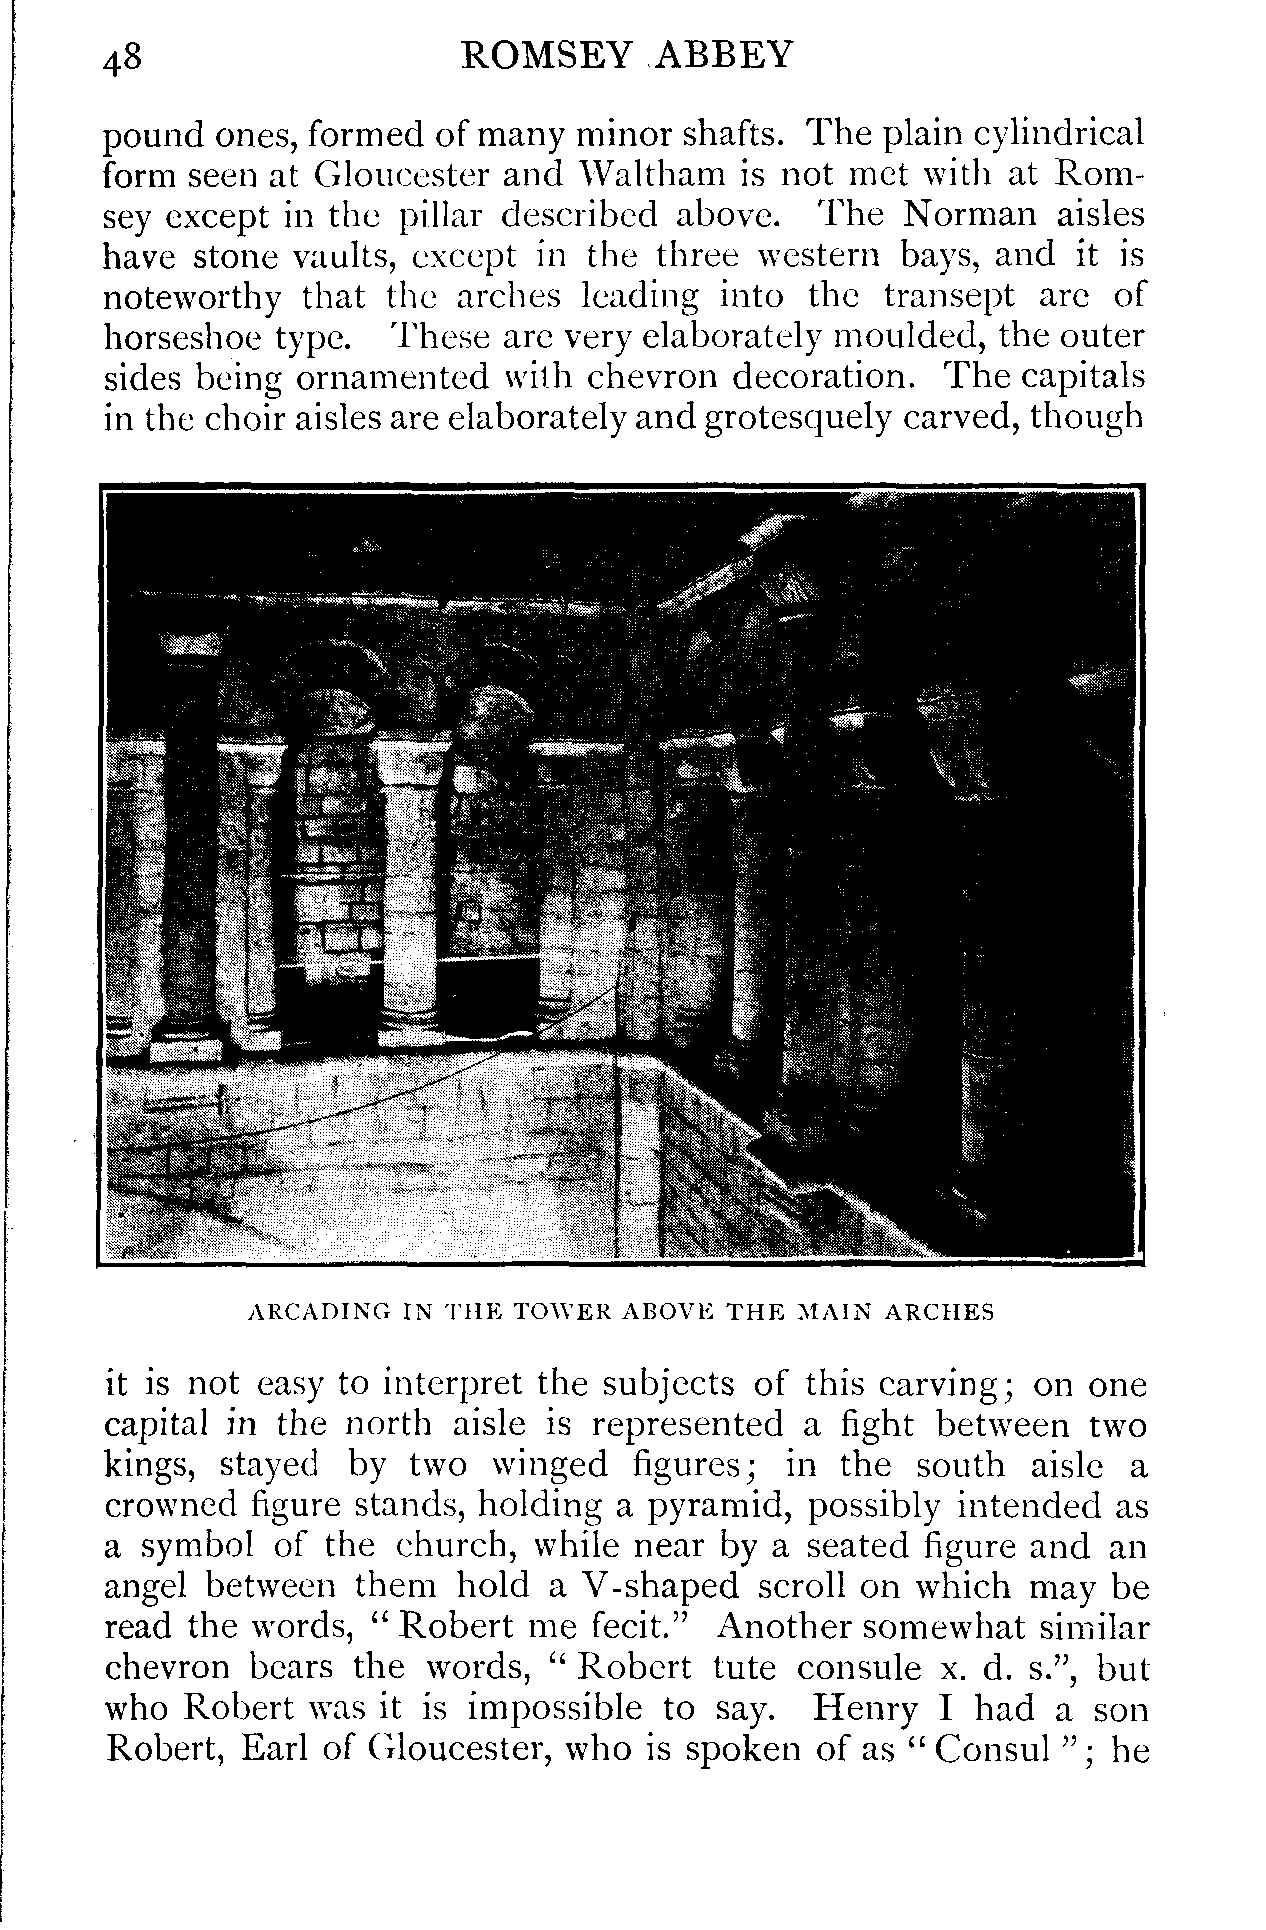 48 ROMSEY ABBEY
pound ones, formed of many minor shafts. The plain cylindrical
form seen at Gloucester and Waltham is not met with at Rom-
sey except in the pillar described above. The Norman aisles
have stone vaults, except in the three western bays, and it is
noteworthy that the arches leading into the transept are of
horseshoe type. These are very elaborately moulded, the outer
sides being ornamented with chevron decoration. The capitals
in the choir aisles are elaborately and grotesquely carved, though
ARCADING IN THE TOWER ABOVE THE MAIN ARCHES
it is not easy to interpret the subjects of this carving; on one
capital in the north aisle is represented a fight between two
kings, stayed by two winged figures; in the south aisle a
crowned figure stands, holding a pyramid, possibly intended as
a symbol of the church, while near by a seated figure and an
angel between them hold a V-shaped scroll on which may be
read the words, “ Robert me fecit.” Another somewhat similar
chevron bears the words, “ Robert tute consule x. d. s.”, but
who Robert was it is impossible to say. Henry I had a son
Robert, Earl of Gloucester, who is spoken of as “ Consul ”; he